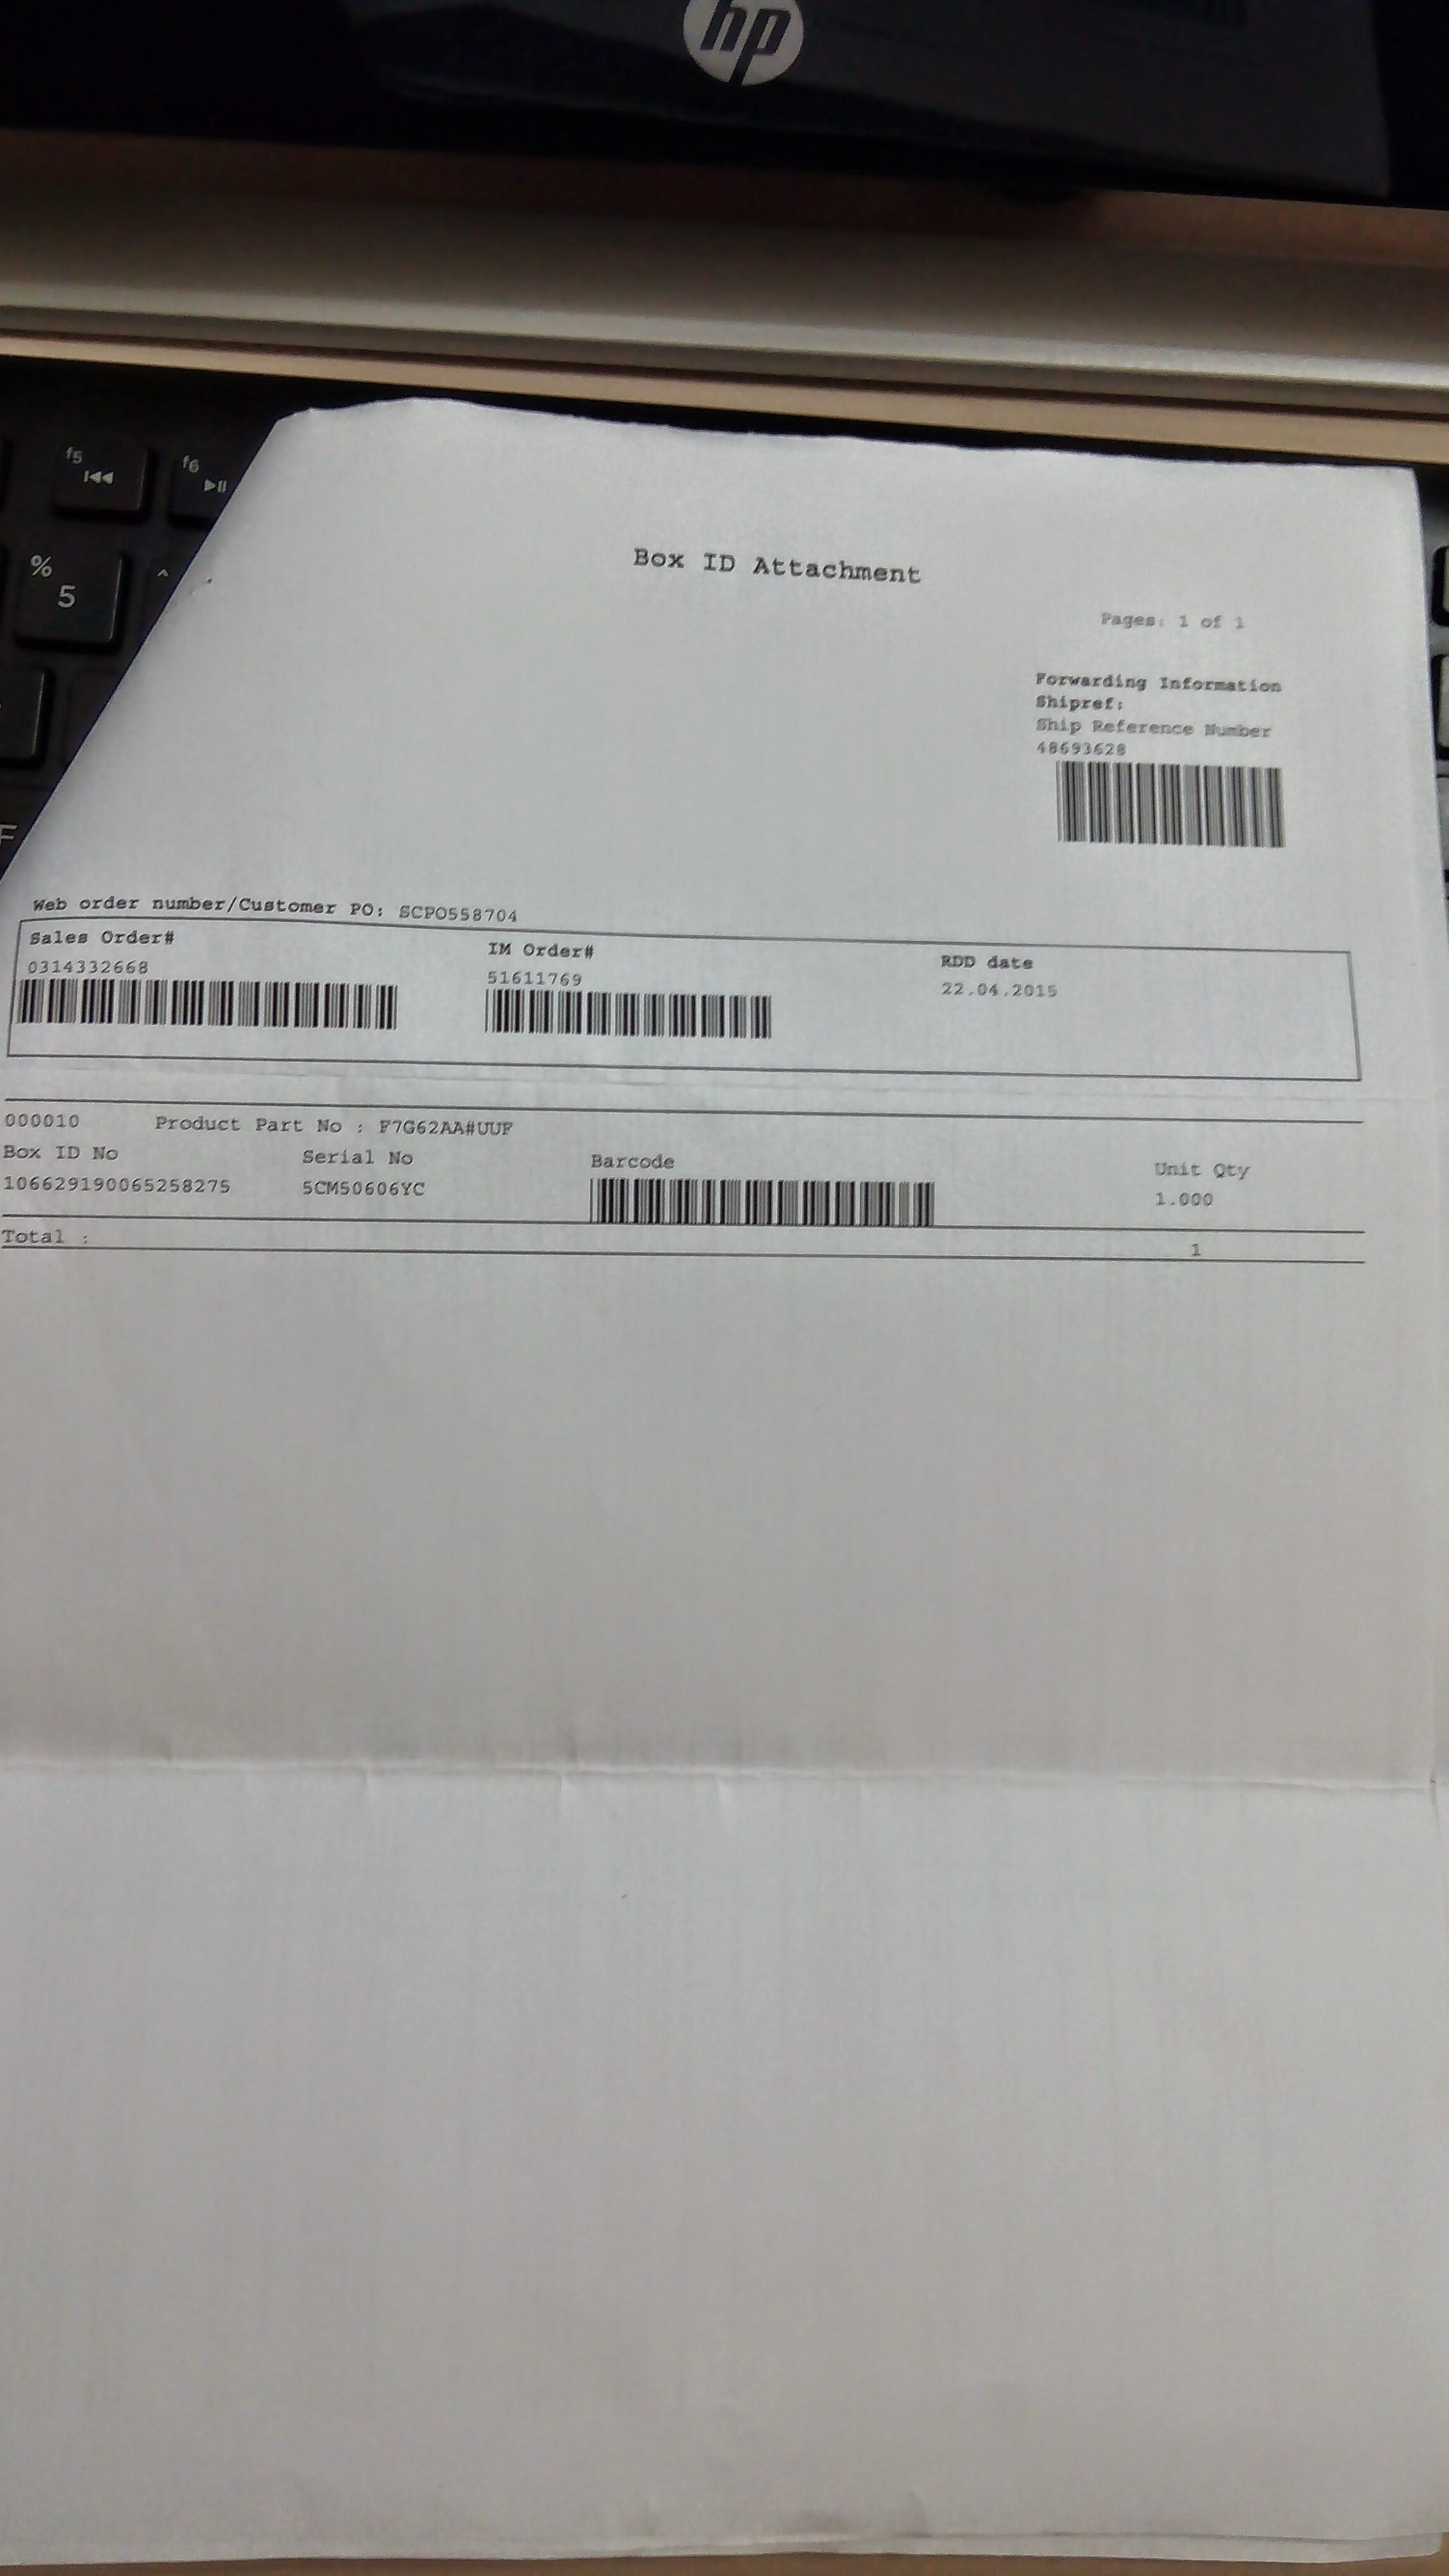 hp
f5
f6
%
5
^
F
Box ID Attachment
Pages: 1 of 1
Forwarding Information
Shipref:
Ship Reference Number
48693628
Web order number/Customer PO: SCPO558704
Sales Order# IM Order# RDD date
0314332668 51611769 22.04.2015
000010 Product Part No : F7G62AA#UUF
Box ID No Serial No Barcode Unit Qty
106629190065258275 5CM50606YC 1.000
Total : 1